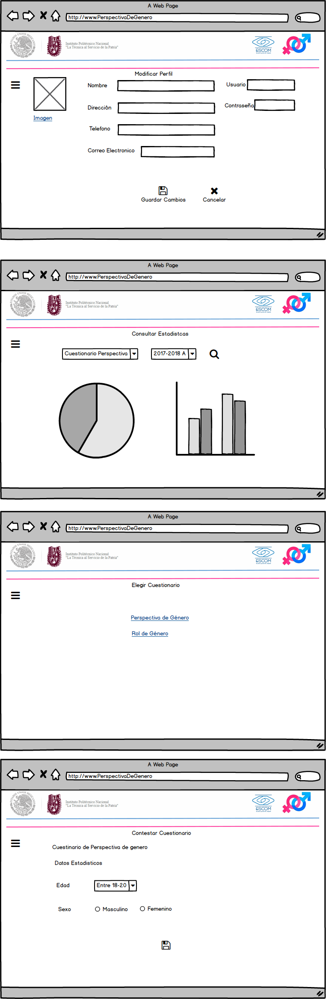 A Web Page
http://www.PerspectivaDeGenero
Instituto Politécnico Nacional
"La Técnica al Servicio de la Patria"
ESCOM
Modificar Perfil
Nombre
Usuario
Dirección
Contraseña
Imagen
Telefono
Correo Electronico
Guardar Cambios
Cancelar
A Web Page
http://www.PerspectivaDeGenero
Instituto Politécnico Nacional
"La Técnica al Servicio de la Patria"
ESCOM
Consultar Estadistcas
Cuestionario Perspectiva
2017-2018 A
A Web Page
http://www.PerspectivaDeGenero
Instituto Politécnico Nacional
"La Técnica al Servicio de la Patria"
ESCOM
Elegir Cuestionario
Perspectiva de Género
Rol de Género
A Web Page
http://www.PerspectivaDeGenero
Instituto Politécnico Nacional
"La Técnica al Servicio de la Patria"
ESCOM
Contestar Cuestionario
Cuestinario de Perspectiva de genero
Datos Estadisticos
Edad
Entre 18-20
Sexo
Masculino
Femenino